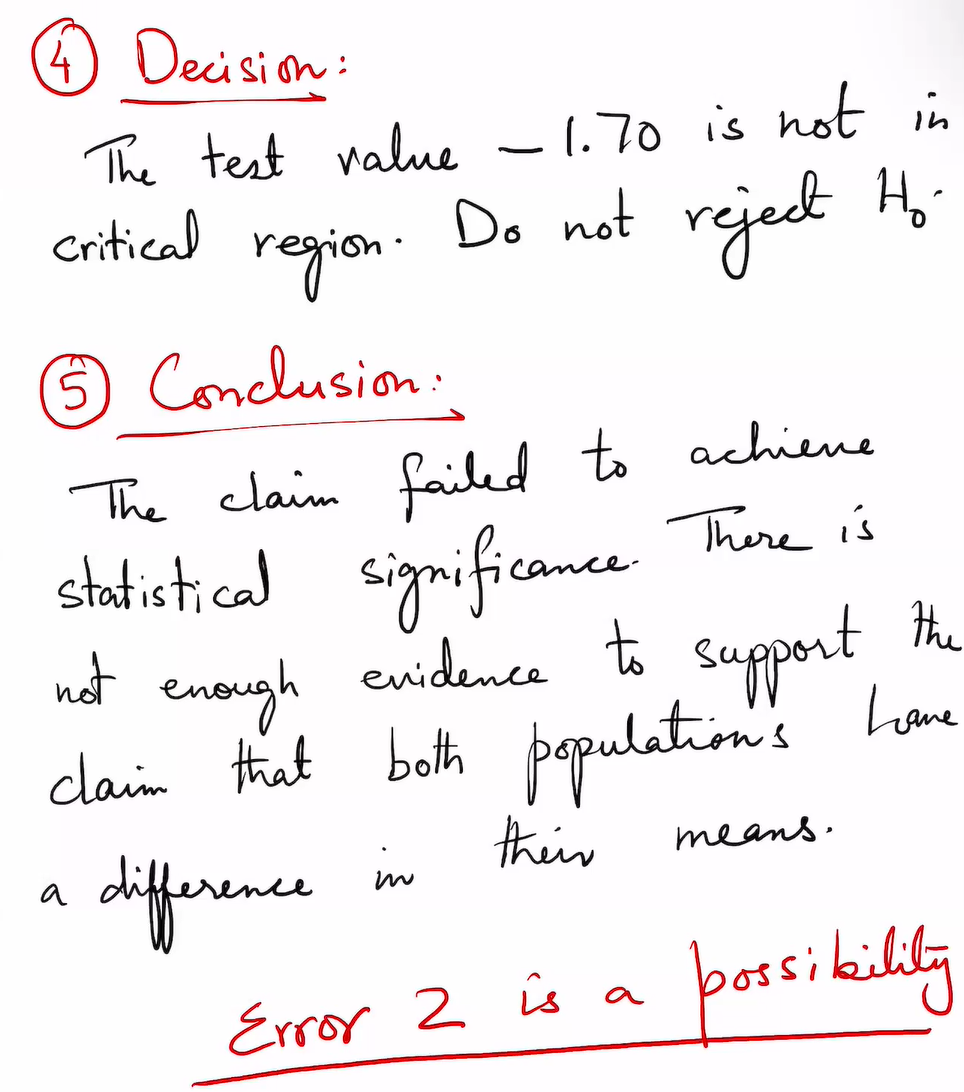 ④ Decision:
The test value -1.70 is not in
critical region. Do not reject H₀.
⑤ Conclusion:
The claim failed to achieve
statistical significance. There is
not enough evidence to support the
claim that both populations have
a difference in their means.
Error 2 is a possibility